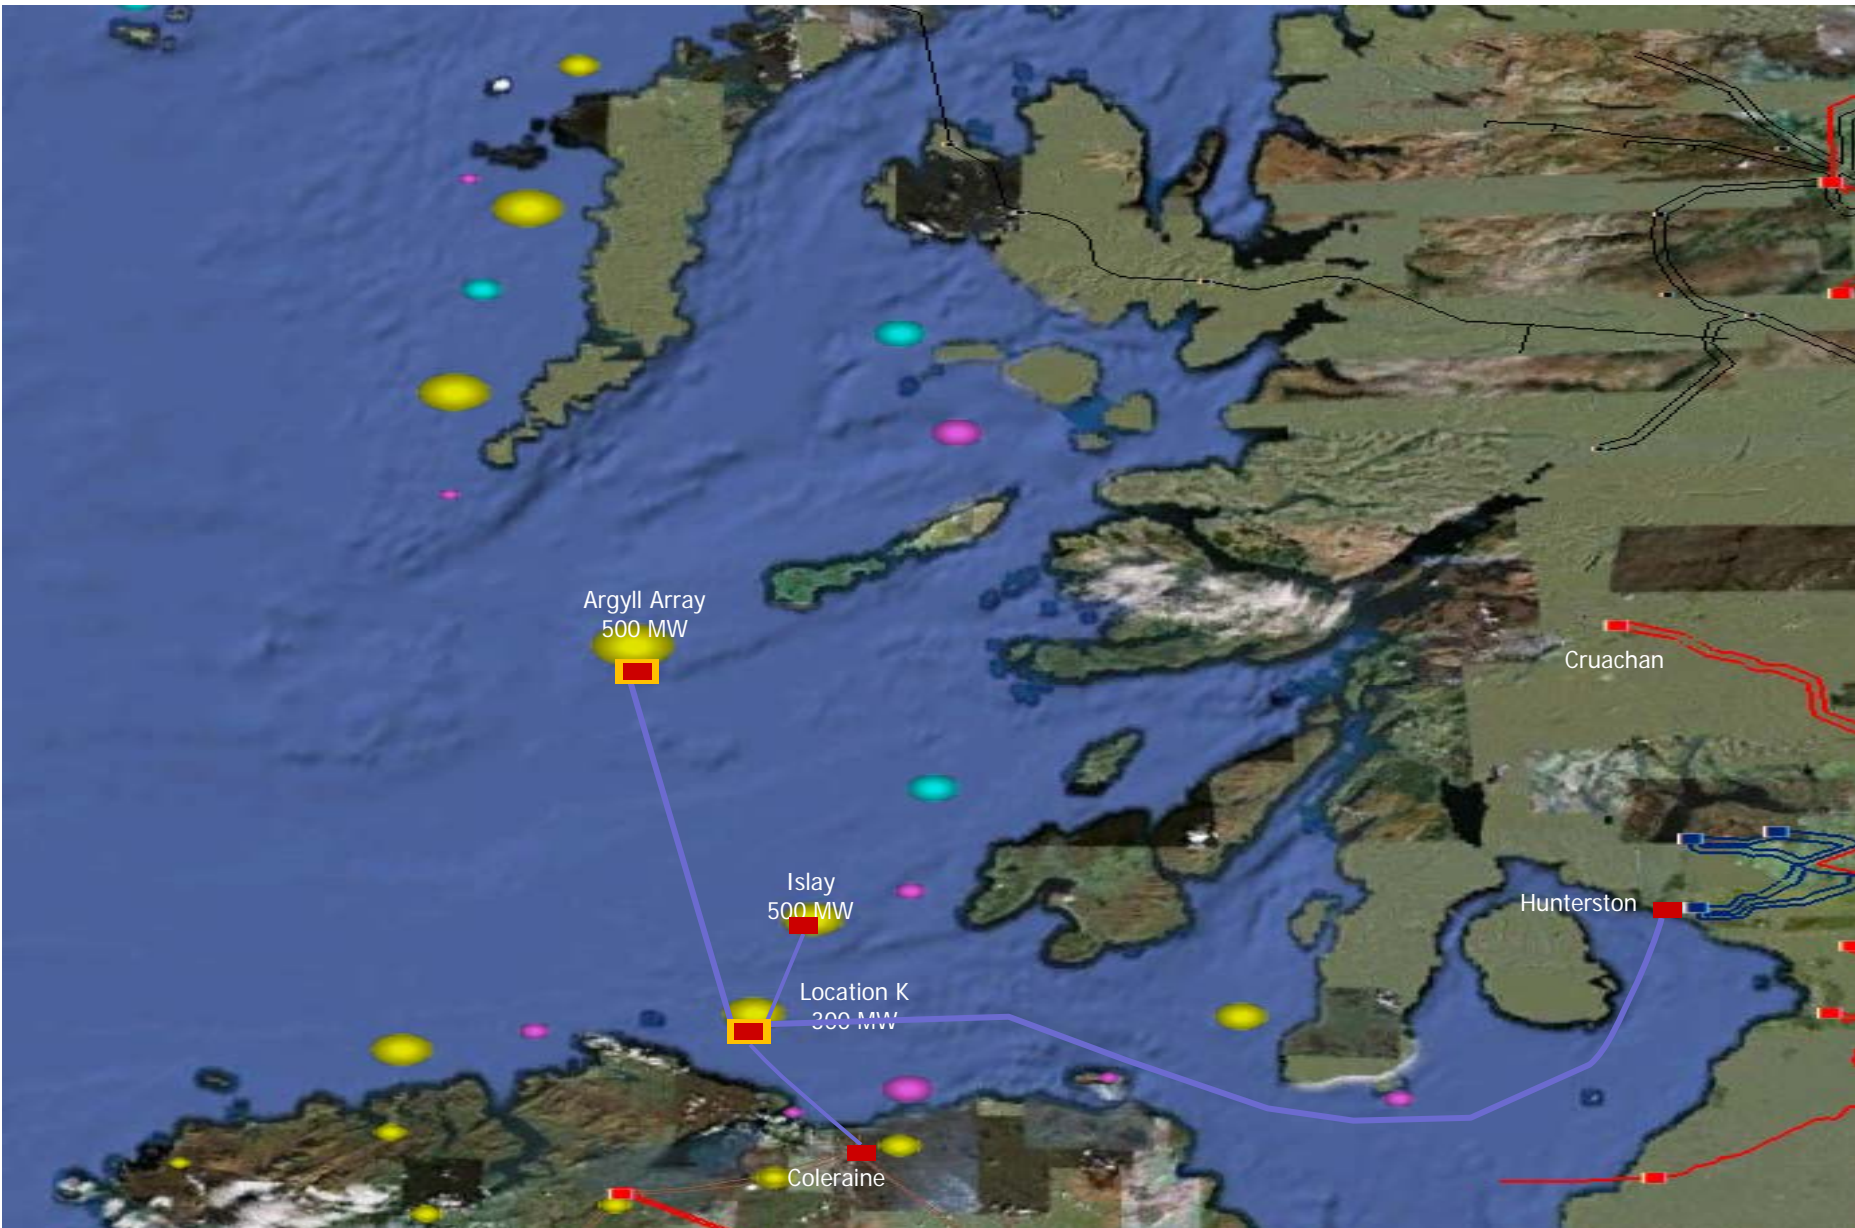 Argyll Array
500 MW
Cruachan
Islay
500 MW
Hunterston
Location K
300 MW
Coleraine